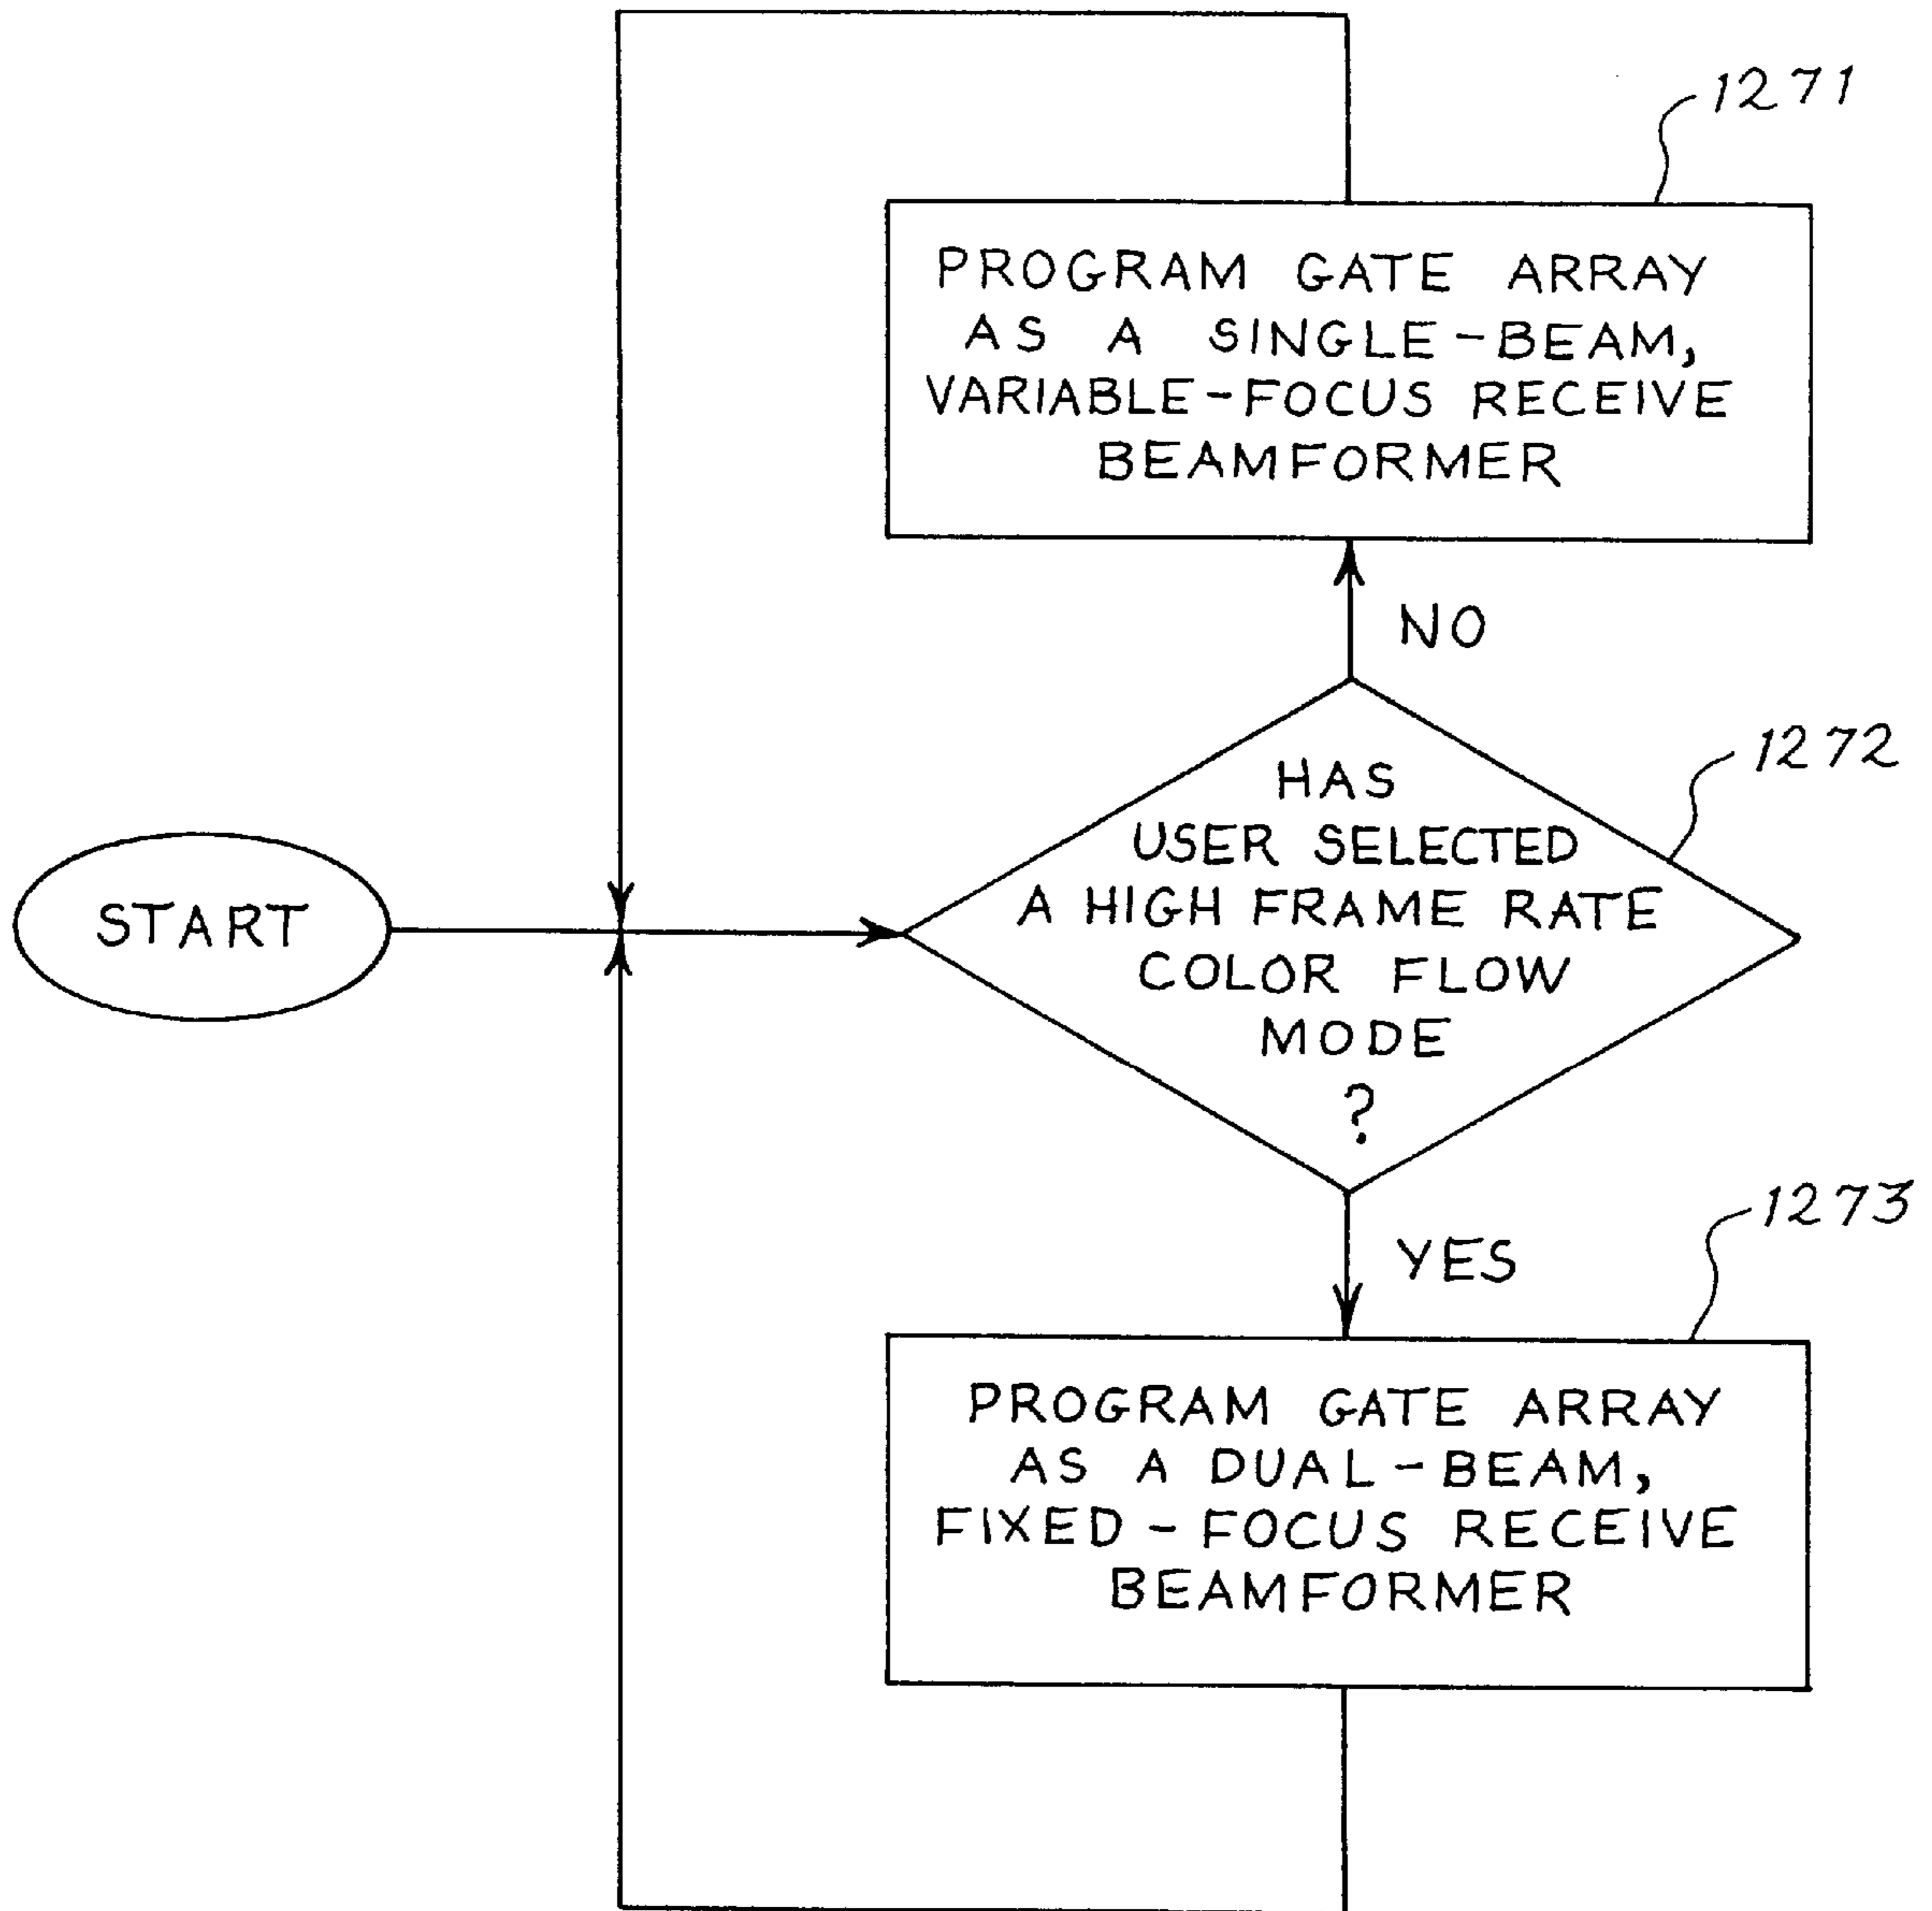 1271
PROGRAM GATE ARRAY
AS A SINGLE-BEAM,
VARIABLE-FOCUS RECEIVE
BEAMFORMER
NO
1272
HAS
USER SELECTED
A HIGH FRAME RATE
COLOR FLOW
MODE
?
START
YES
1273
PROGRAM GATE ARRAY
AS A DUAL-BEAM,
FIXED-FOCUS RECEIVE
BEAMFORMER